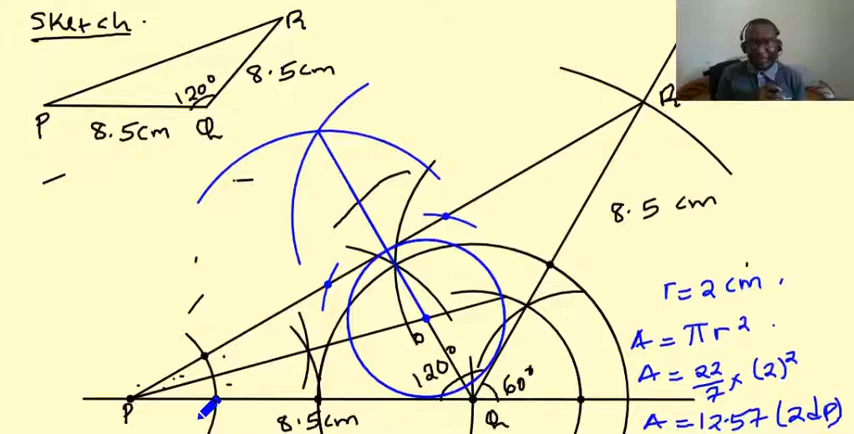 Sketch.
R
120°
8.5cm
P
8.5cm
Q
R
8.5 cm
r = 2 cm.
A = πr².
O
A = 22/7 × (2)²
120°
60°
P
8.5cm
Q
A = 12.57 (2dp)